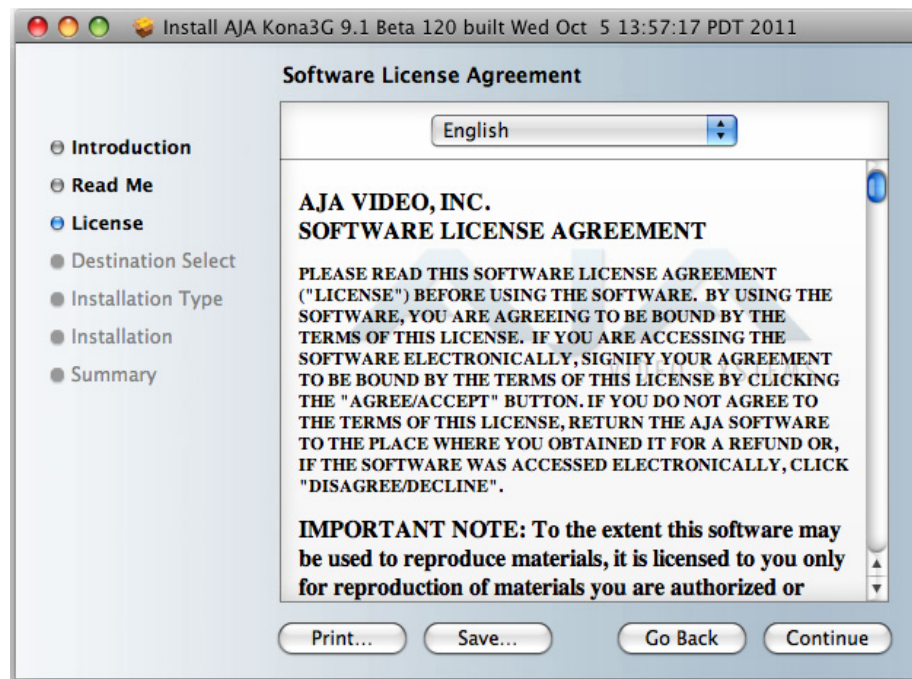 Install AJA Kona3G 9.1 Beta 120 built Wed Oct  5 13:57:17 PDT 2011
Software License Agreement
Introduction
Read Me
License
Destination Select
Installation Type
Installation
Summary
English
AJA VIDEO, INC.
SOFTWARE LICENSE AGREEMENT
PLEASE READ THIS SOFTWARE LICENSE AGREEMENT
("LICENSE") BEFORE USING THE SOFTWARE.  BY USING THE
SOFTWARE, YOU ARE AGREEING TO BE BOUND BY THE
TERMS OF THIS LICENSE.  IF YOU ARE ACCESSING THE
SOFTWARE ELECTRONICALLY, SIGNIFY YOUR AGREEMENT
TO BE BOUND BY THE TERMS OF THIS LICENSE BY CLICKING
THE "AGREE/ACCEPT" BUTTON. IF YOU DO NOT AGREE TO
THE TERMS OF THIS LICENSE, RETURN THE AJA SOFTWARE
TO THE PLACE WHERE YOU OBTAINED IT FOR A REFUND OR,
IF THE SOFTWARE WAS ACCESSED ELECTRONICALLY, CLICK
"DISAGREE/DECLINE".
IMPORTANT NOTE: To the extent this software may
be used to reproduce materials, it is licensed to you only
for reproduction of materials you are authorized or
AJA
VIDEO SYSTEMS
Print...
Save...
Go Back
Continue